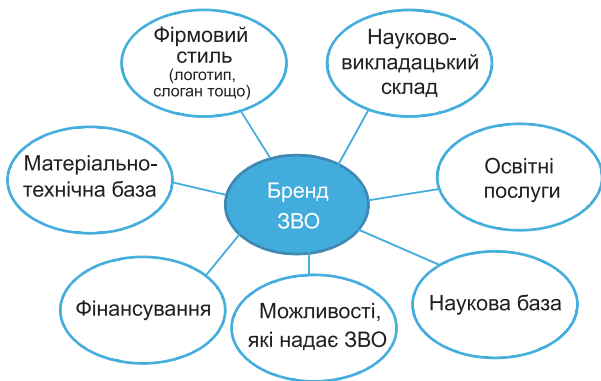 Фірмовий
стиль
(логотип,
слоган тощо)
Науково-
викладацький
склад
Матеріально-
технічна база
Бренд
ЗВО
Освітні
послуги
Фінансування
Можливості,
які надає ЗВО
Наукова база